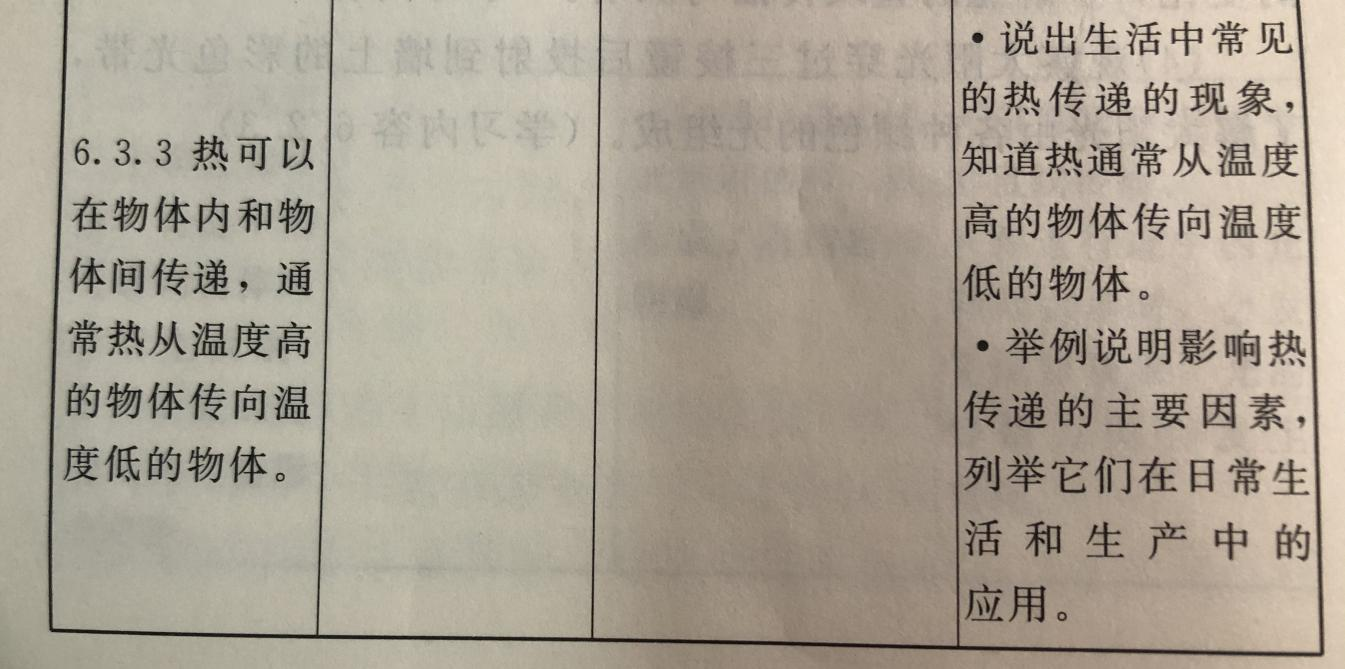 6.3.3 热可以
在物体内和物
体间传递，通
常热从温度高
的物体传向温
度低的物体。
• 说出生活中常见
的热传递的现象，
知道热通常从温度
高的物体传向温度
低的物体。
• 举例说明影响热
传递的主要因素，
列举它们在日常生
活和生产中的
应用。